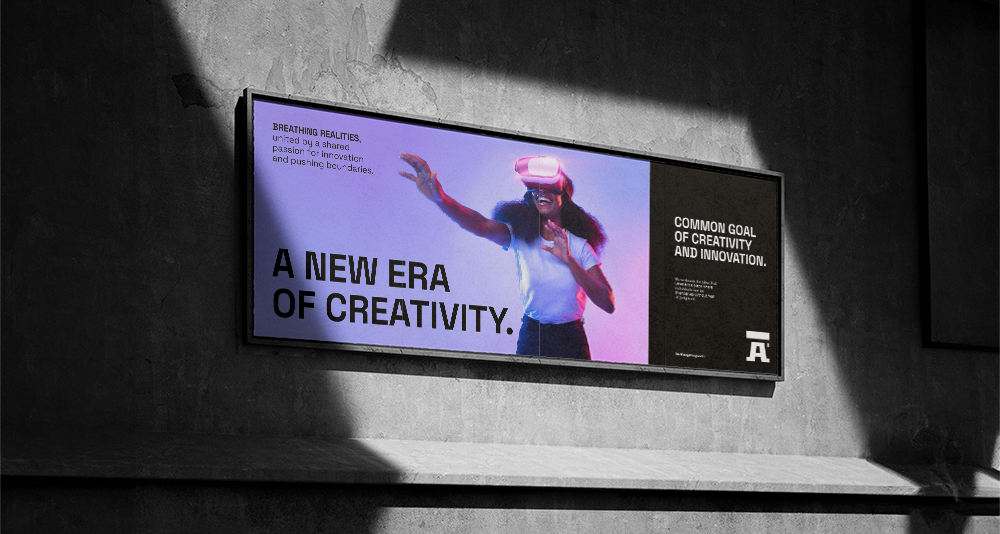 BREATHING REALITIES,
united by a shared
passion for innovation
and pushing boundaries.
A NEW ERA
OF CREATIVITY.
COMMON GOAL
OF CREATIVITY
AND INNOVATION.
A